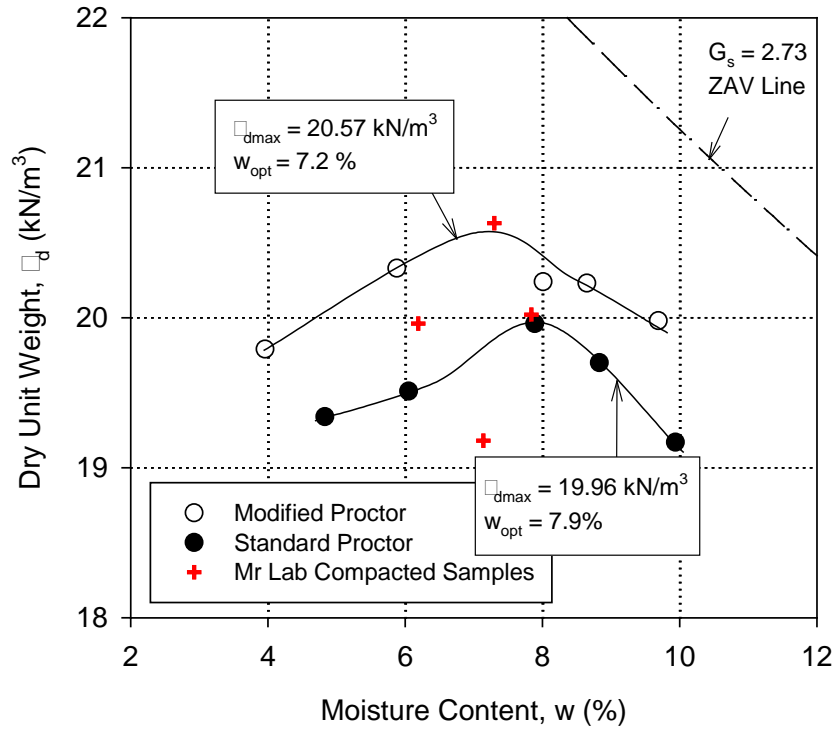 22
21
20
19
18
2
4
6
8
10
12
Dry Unit Weight, □d (kN/m3)
Moisture Content, w (%)
Gs = 2.73
ZAV Line
□dmax = 20.57 kN/m3
wopt = 7.2 %
□dmax = 19.96 kN/m3
wopt = 7.9%
Modified Proctor
Standard Proctor
Mr Lab Compacted Samples